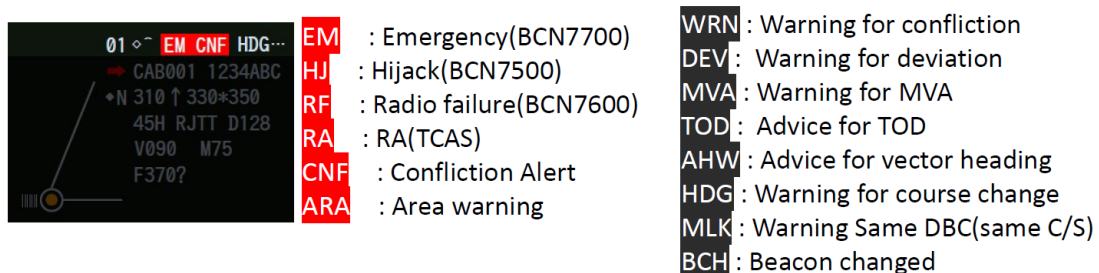 01 ◇⌒ EM CNF HDG…
➡ CAB001 1234ABC
◆N 310↑330*350
45H RJTT D128
V090 M75
F370?
EM : Emergency(BCN7700)
HJ : Hijack(BCN7500)
RF : Radio failure(BCN7600)
RA : RA(TCAS)
CNF : Confliction Alert
ARA : Area warning
WRN : Warning for confliction
DEV : Warning for deviation
MVA : Warning for MVA
TOD : Advice for TOD
AHW : Advice for vector heading
HDG : Warning for course change
MLK : Warning Same DBC(same C/S)
BCH : Beacon changed